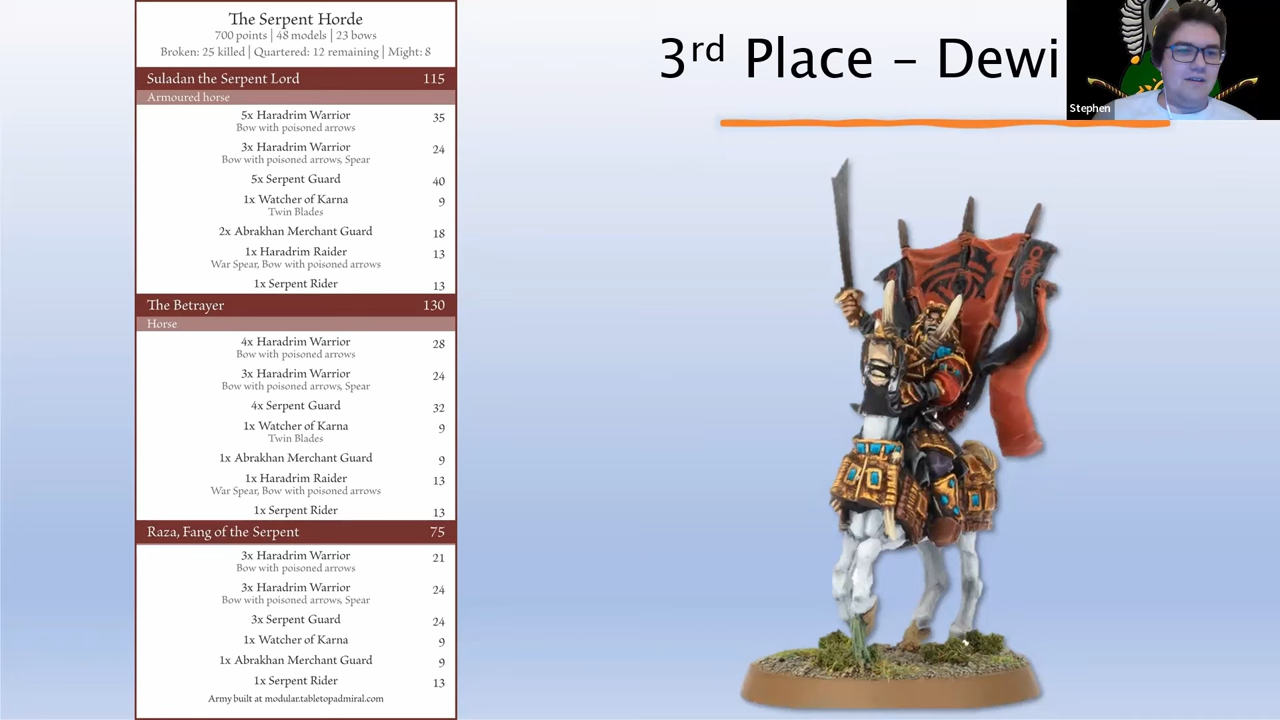 The Serpent Horde
700 points | 48 models | 23 bows
Broken: 25 killed | Quartered: 12 remaining | Might: 8
Suladan the Serpent Lord 115
Armoured horse
5x Haradrim Warrior 35
Bow with poisoned arrows
3x Haradrim Warrior 24
Bow with poisoned arrows, Spear
5x Serpent Guard 40
1x Watcher of Karna 9
Twin Blades
2x Abrakhan Merchant Guard 18
1x Haradrim Raider 13
War Spear, Bow with poisoned arrows
1x Serpent Rider 13
The Betrayer 130
Horse
4x Haradrim Warrior 28
Bow with poisoned arrows
3x Haradrim Warrior 24
Bow with poisoned arrows, Spear
4x Serpent Guard 32
1x Watcher of Karna 9
Twin Blades
1x Abrakhan Merchant Guard 9
1x Haradrim Raider 13
War Spear, Bow with poisoned arrows
1x Serpent Rider 13
Raza, Fang of the Serpent 75
3x Haradrim Warrior 21
Bow with poisoned arrows
3x Haradrim Warrior 24
Bow with poisoned arrows, Spear
3x Serpent Guard 24
1x Watcher of Karna 9
1x Abrakhan Merchant Guard 9
1x Serpent Rider 13
Army built at modular.tabletopadmiral.com
3rd Place – Dewi
Stephen